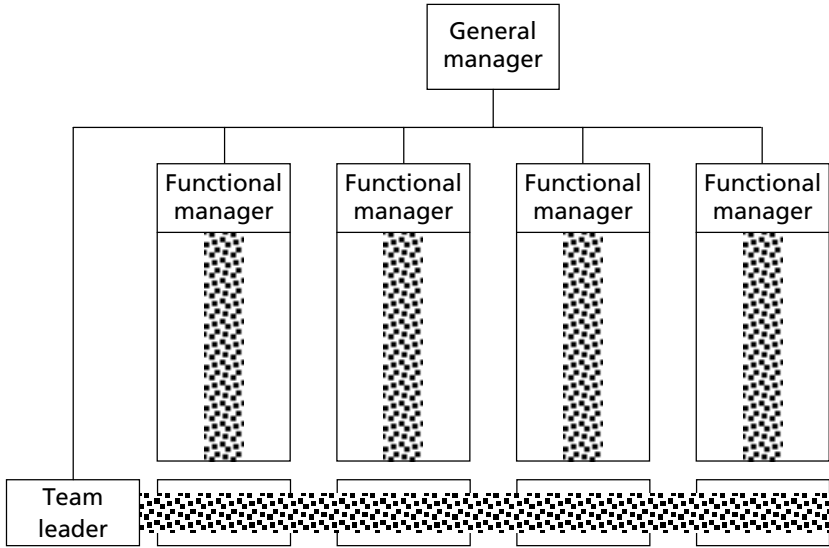 General
manager
Functional
manager
Functional
manager
Functional
manager
Functional
manager
Team
leader